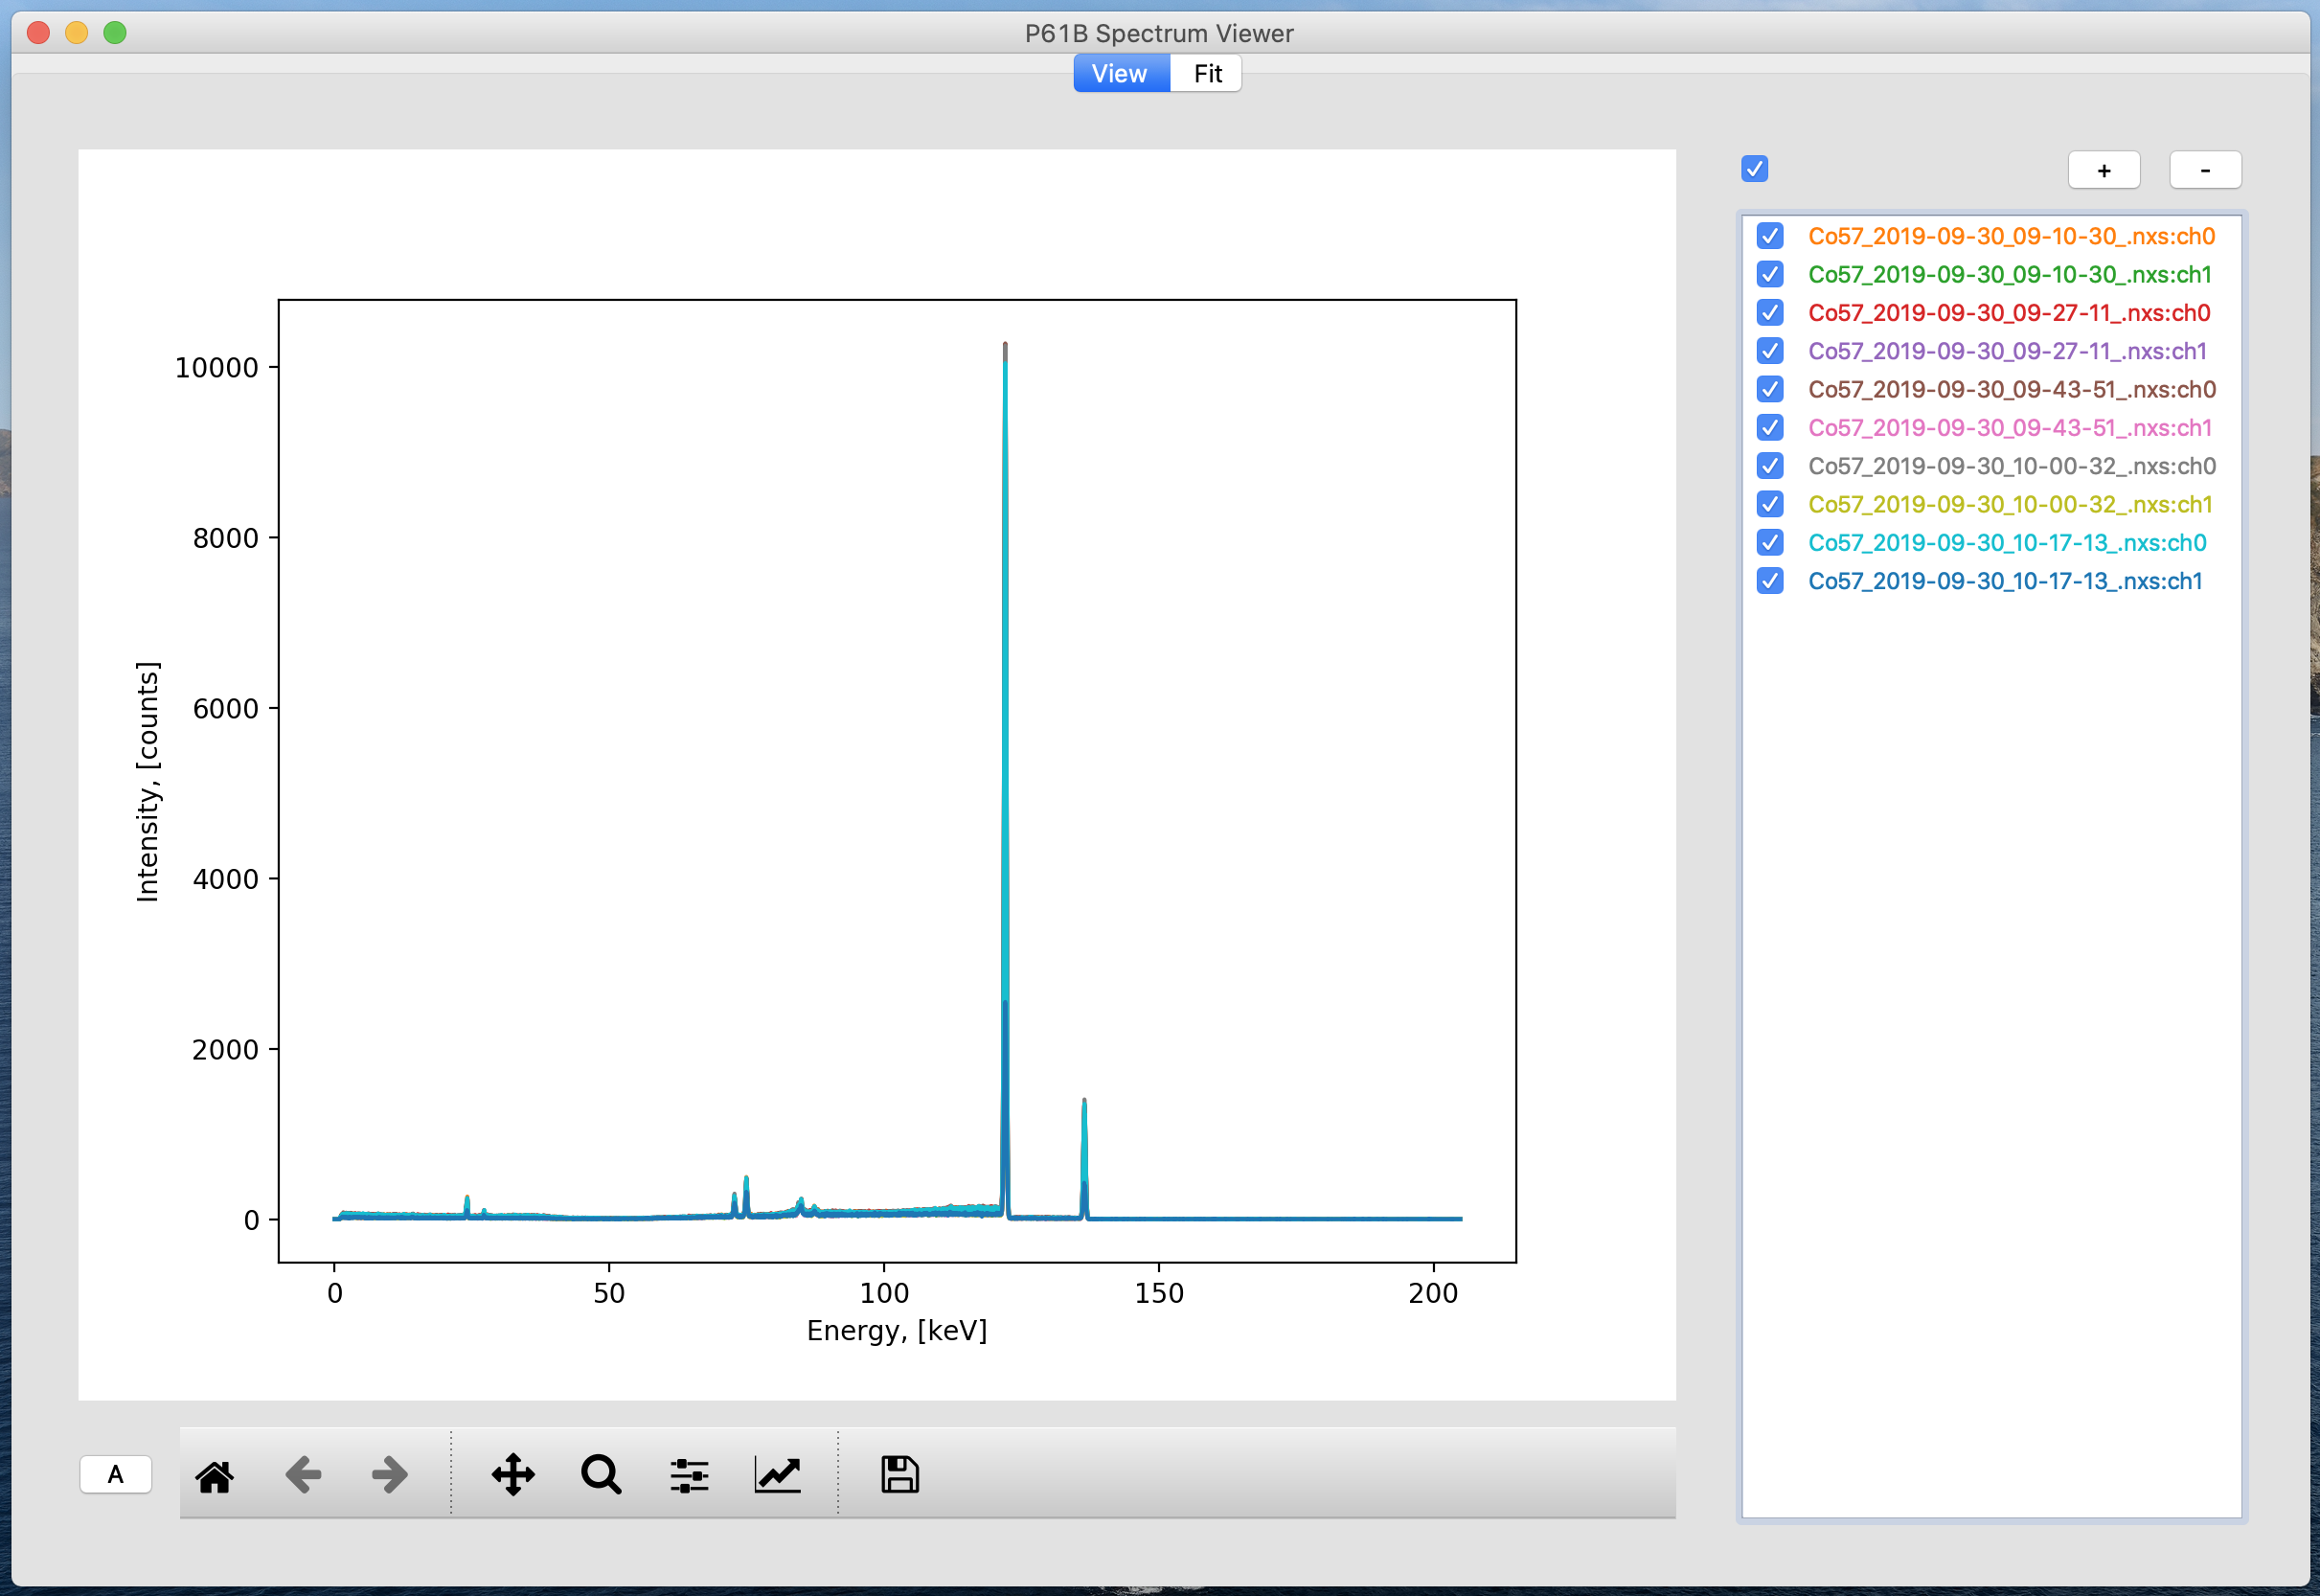 P61B Spectrum Viewer
View Fit
+ -
Co57_2019-09-30_09-10-30_.nxs:ch0
Co57_2019-09-30_09-10-30_.nxs:ch1
Co57_2019-09-30_09-27-11_.nxs:ch0
Co57_2019-09-30_09-27-11_.nxs:ch1
Co57_2019-09-30_09-43-51_.nxs:ch0
Co57_2019-09-30_09-43-51_.nxs:ch1
Co57_2019-09-30_10-00-32_.nxs:ch0
Co57_2019-09-30_10-00-32_.nxs:ch1
Co57_2019-09-30_10-17-13_.nxs:ch0
Co57_2019-09-30_10-17-13_.nxs:ch1
Intensity, [counts]
10000
8000
6000
4000
2000
0
0 50 100 150 200
Energy, [keV]
A